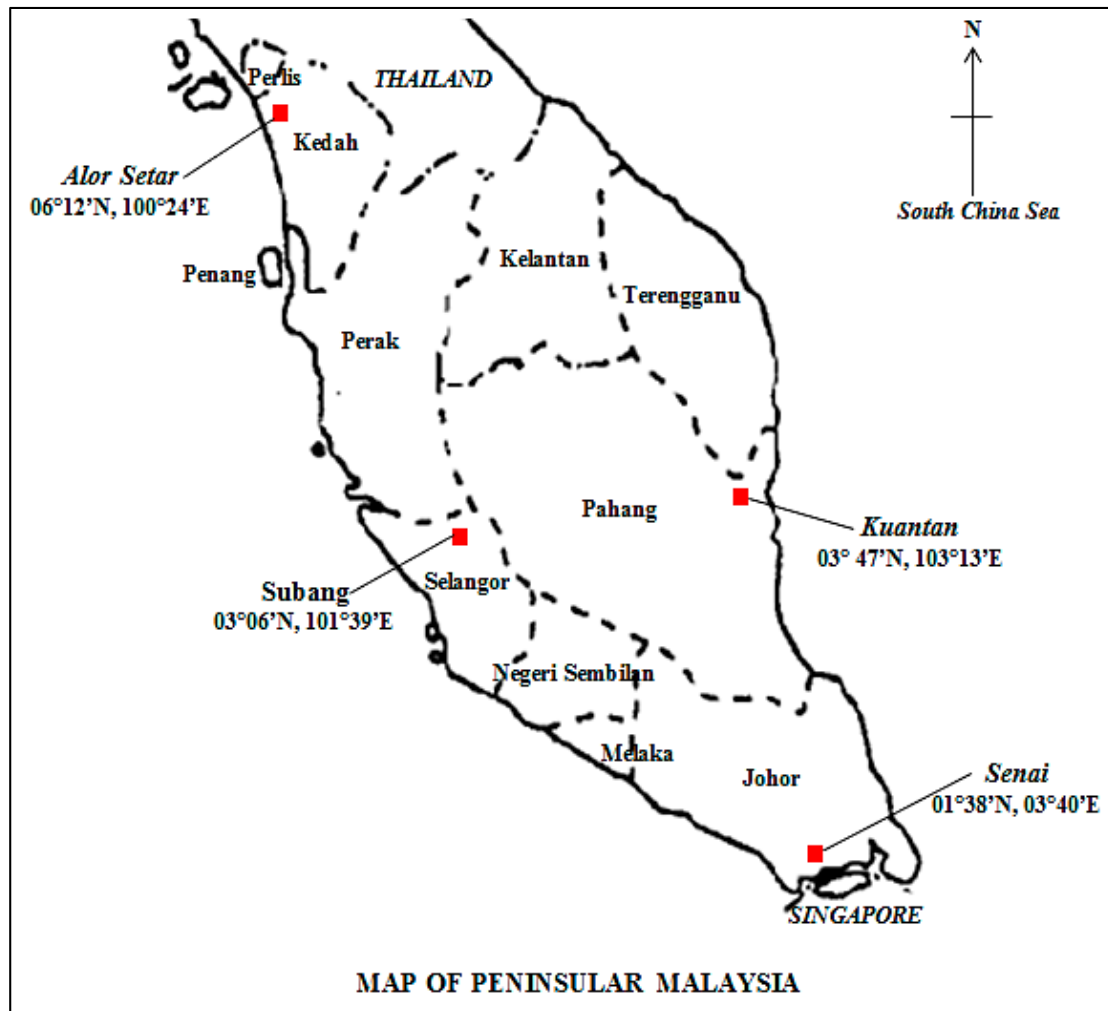 N
Perlis
THAILAND
Kedah
Alor Setar
06°12'N, 100°24'E
South China Sea
Kelantan
Penang
Terengganu
Perak
Pahang
Kuantan
03° 47'N, 103°13'E
Selangor
Subang
03°06'N, 101°39'E
Negeri Sembilan
Melaka
Johor
Senai
01°38'N, 03°40'E
SINGAPORE
MAP OF PENINSULAR MALAYSIA